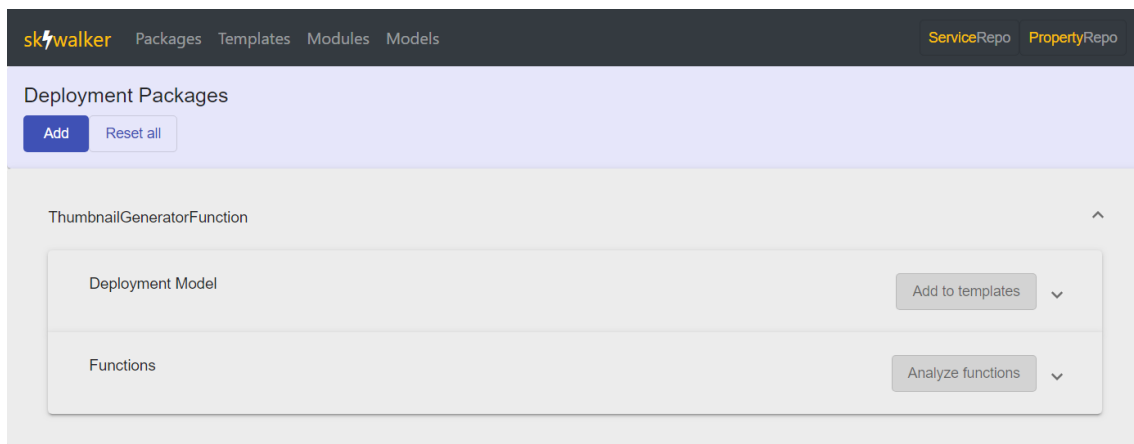 skywalker Packages Templates Modules Models ServiceRepo PropertyRepo
Deployment Packages
Add Reset all
ThumbnailGeneratorFunction
Deployment Model Add to templates
Functions Analyze functions